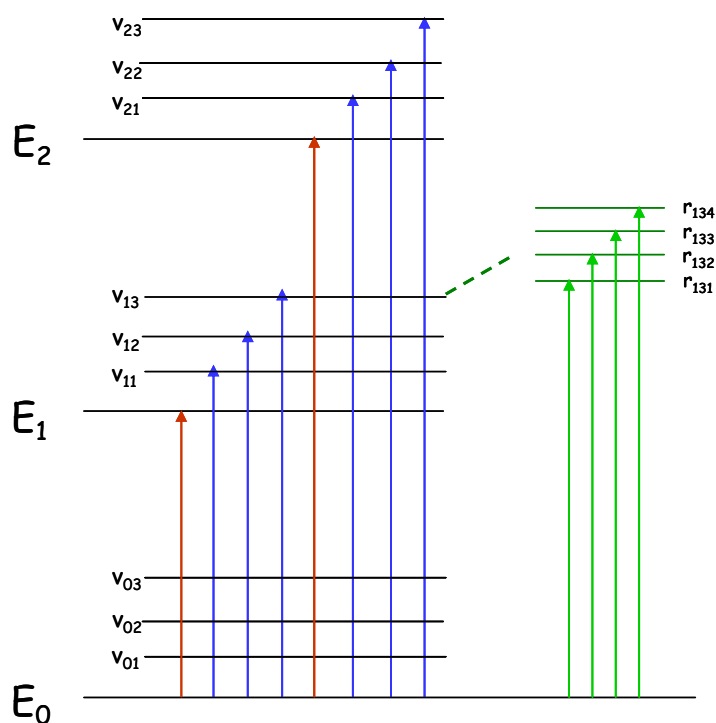 v₂₃
v₂₂
v₂₁
E₂
r₁₃₄
r₁₃₃
r₁₃₂
r₁₃₁
v₁₃
v₁₂
v₁₁
E₁
v₀₃
v₀₂
v₀₁
E₀